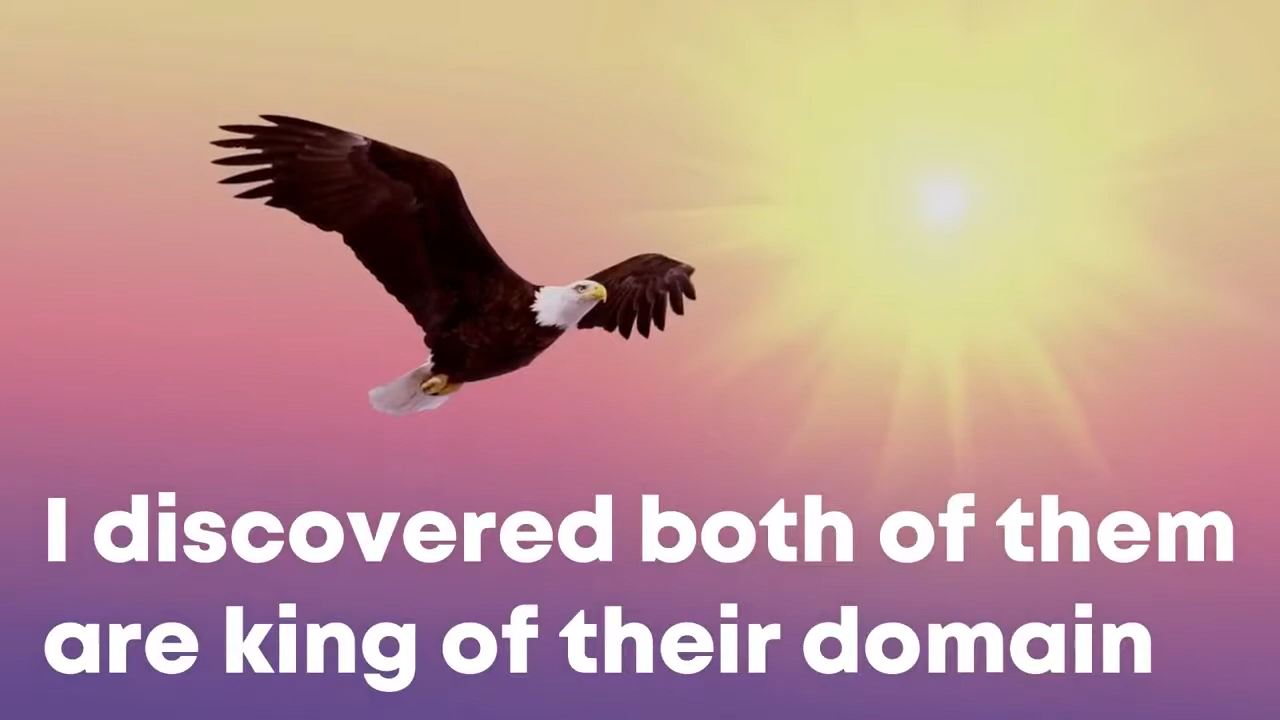 I discovered both of them
are king of their domain